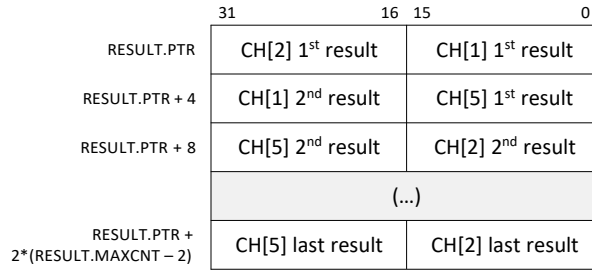 31 16 15 0
RESULT.PTR CH[2] 1st result CH[1] 1st result
RESULT.PTR + 4 CH[1] 2nd result CH[5] 1st result
RESULT.PTR + 8 CH[5] 2nd result CH[2] 2nd result
(...)
RESULT.PTR +
2*(RESULT.MAXCNT – 2) CH[5] last result CH[2] last result